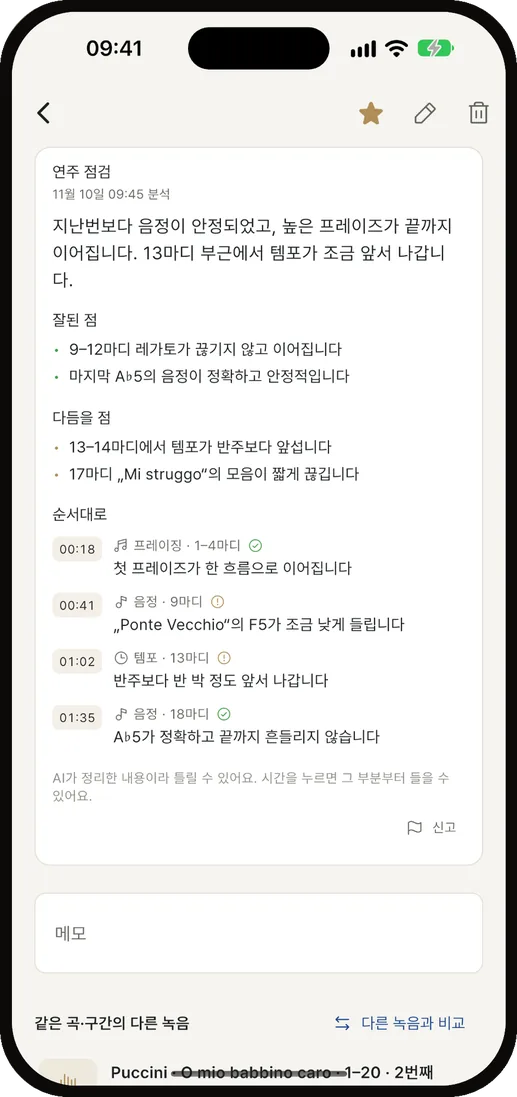 09:41
연주 점검
11월 10일 09:45 분석
지난번보다 음정이 안정되었고, 높은 프레이즈가 끝까지
이어집니다. 13마디 부근에서 템포가 조금 앞서 나갑니
다.
잘된 점
• 9–12마디 레가토가 끊기지 않고 이어집니다
• 마지막 A♭5의 음정이 정확하고 안정적입니다
다듬을 점
• 13–14마디에서 템포가 반주보다 앞섭니다
• 17마디 „Mi struggo“의 모음이 짧게 끊깁니다
순서대로
00:18 프레이징 · 1–4마디
첫 프레이즈가 한 흐름으로 이어집니다
00:41 음정 · 9마디
„Ponte Vecchio“의 F5가 조금 낮게 들립니다
01:02 템포 · 13마디
반주보다 반 박 정도 앞서 나갑니다
01:35 음정 · 18마디
A♭5가 정확하고 끝까지 흔들리지 않습니다
AI가 정리한 내용이라 틀릴 수 있어요. 시간을 누르면 그 부분부터 들을 수
있어요.
신고
메모
같은 곡·구간의 다른 녹음 다른 녹음과 비교
Puccini · O mio babbino caro · 1–20 · 2번째